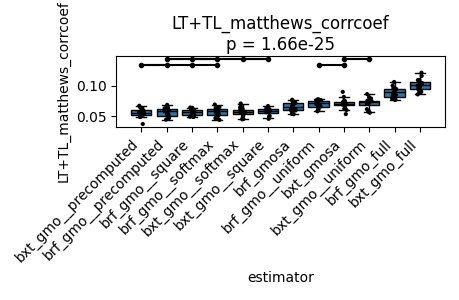 LT+TL_matthews_corrcoef
p = 1.66e-25
LT+TL_matthews_corrcoef
0.10
0.05
bxt_gmo__precomputed
brf_gmo__precomputed
brf_gmo__square
brf_gmo__softmax
bxt_gmo__softmax
bxt_gmo__square
brf_gmosa
brf_gmo__uniform
bxt_gmosa
bxt_gmo__uniform
brf_gmo_full
bxt_gmo_full
estimator